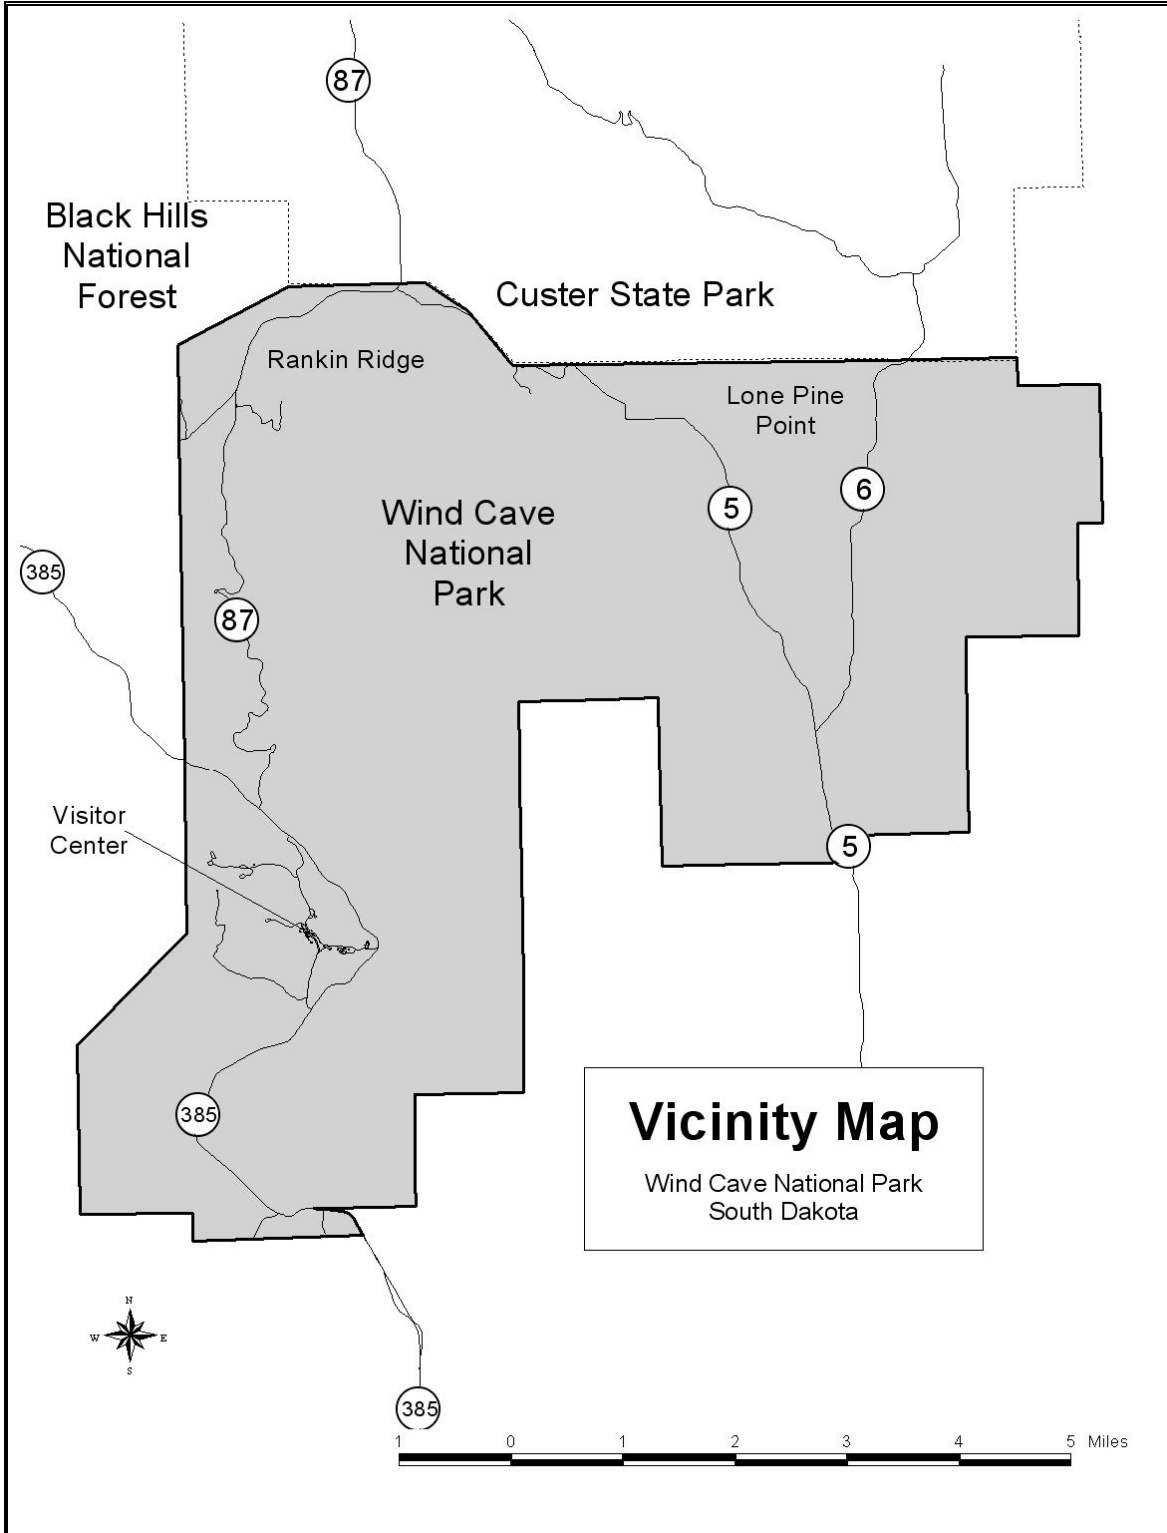 87
Black Hills
National
Forest
Custer State Park
Rankin Ridge
Lone Pine
Point
6
5
Wind Cave
National
Park
385
87
Visitor
Center
5
385
Vicinity Map
Wind Cave National Park
South Dakota
N
W E
S
385
1 0 1 2 3 4 5 Miles